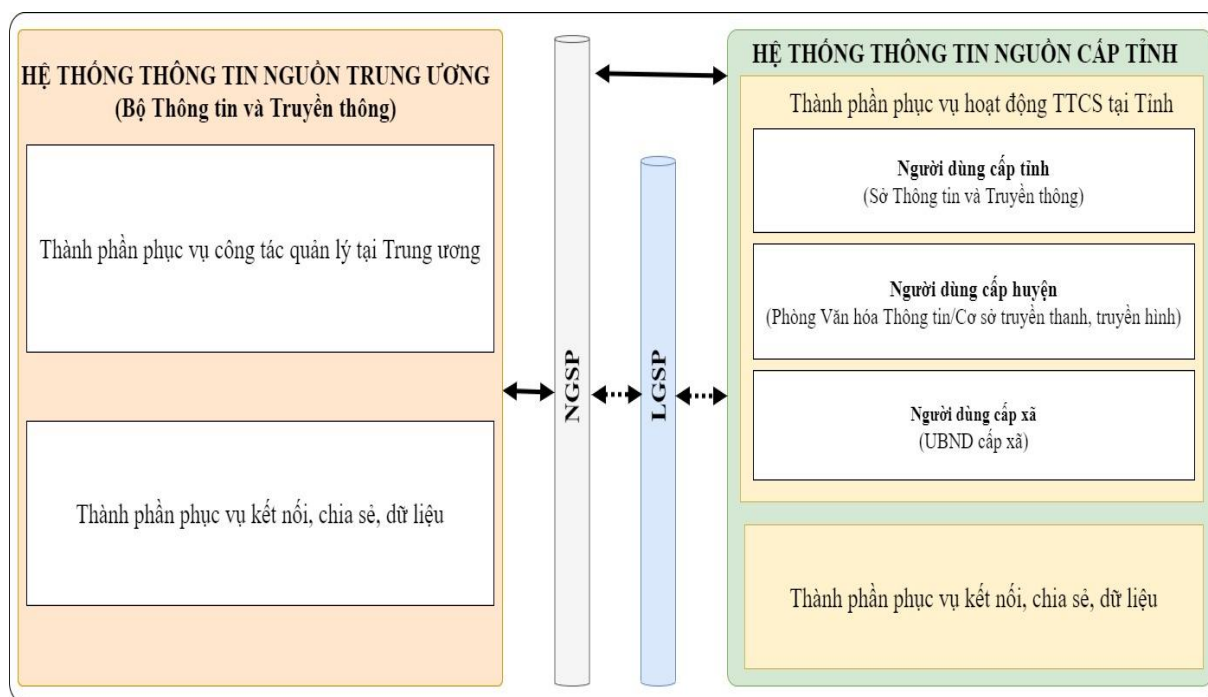 HỆ THỐNG THÔNG TIN NGUỒN TRUNG ƯƠNG
(Bộ Thông tin và Truyền thông)
Thành phần phục vụ công tác quản lý tại Trung ương
Thành phần phục vụ kết nối, chia sẻ, dữ liệu
NGSP
LGSP
HỆ THỐNG THÔNG TIN NGUỒN CẤP TỈNH
Thành phần phục vụ hoạt động TTCS tại Tỉnh
Người dùng cấp tỉnh
(Sở Thông tin và Truyền thông)
Người dùng cấp huyện
(Phòng Văn hóa Thông tin/Cơ sở truyền thanh, truyền hình)
Người dùng cấp xã
(UBND cấp xã)
Thành phần phục vụ kết nối, chia sẻ, dữ liệu